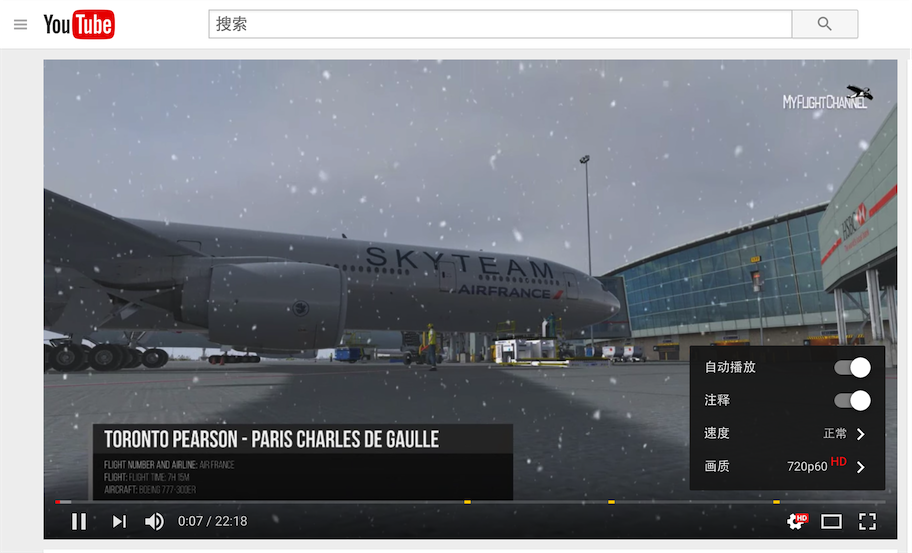 YouTube
搜索
MYFLIGHTCHANNEL
SKYTEAM
AIRFRANCE
HSBC
自动播放
注释
速度 正常
画质 720p60 HD
TORONTO PEARSON - PARIS CHARLES DE GAULLE
FLIGHT NUMBER AND AIRLINE: AIR FRANCE
FLIGHT: FLIGHT TIME: 7H 15M
AIRCRAFT: BOEING 777-300ER
0:07 / 22:18
HD